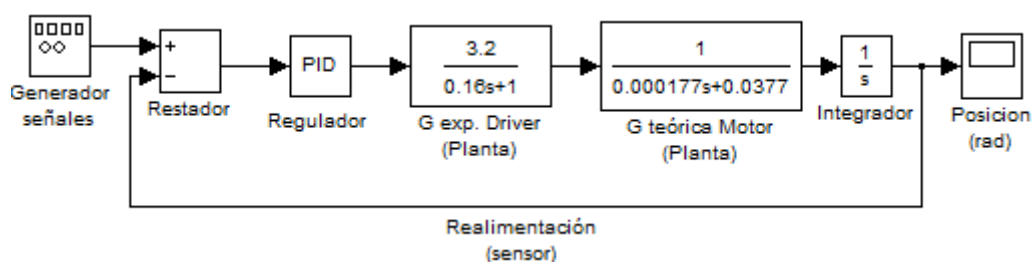 Generador
señales
+
−
Restador
PID
Regulador
3.2
0.16s+1
G exp. Driver
(Planta)
1
0.000177s+0.0377
G teórica Motor
(Planta)
1
s
Integrador
Posicion
(rad)
Realimentación
(sensor)